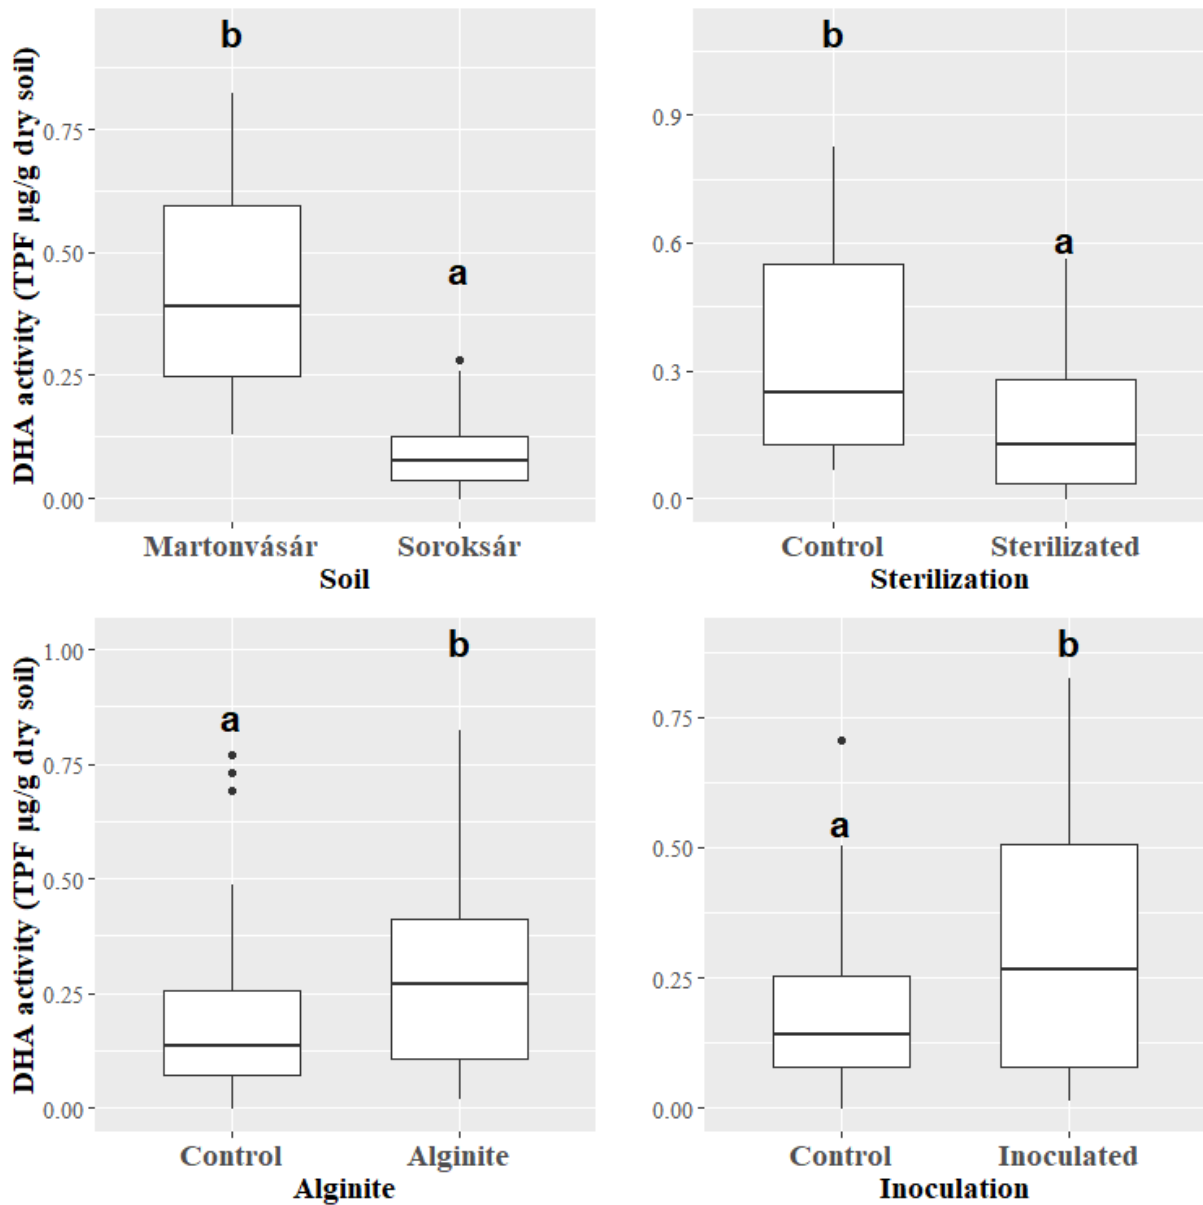 DHA activity (TPF µg/g dry soil)
0.75
0.50
0.25
0.00
b
a
Martonvásár Soroksár
Soil
0.9
0.6
0.3
0.0
b
a
Control Sterilizated
Sterilization
DHA activity (TPF µg/g dry soil)
1.00
0.75
0.50
0.25
0.00
a
b
Control Alginite
Alginite
0.75
0.50
0.25
0.00
a
b
Control Inoculated
Inoculation